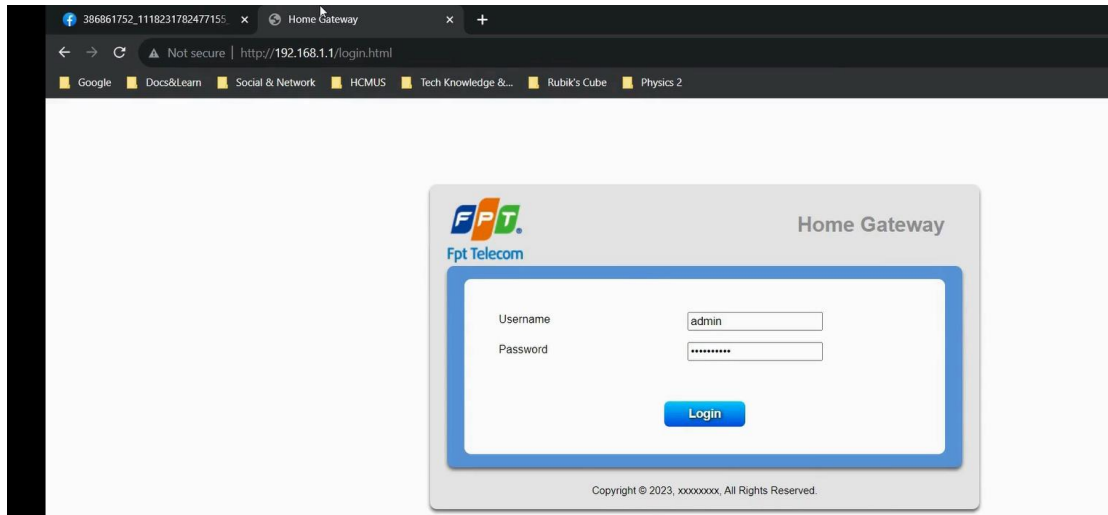 386861752_1118231782477155_
Home Gateway
Not secure | http://192.168.1.1/login.html
Google Docs&Learn Social & Network HCMUS Tech Knowledge &... Rubik's Cube Physics 2
FPT
Fpt Telecom
Home Gateway
Username admin
Password ••••••••••
Login
Copyright © 2023, xxxxxxxx, All Rights Reserved.